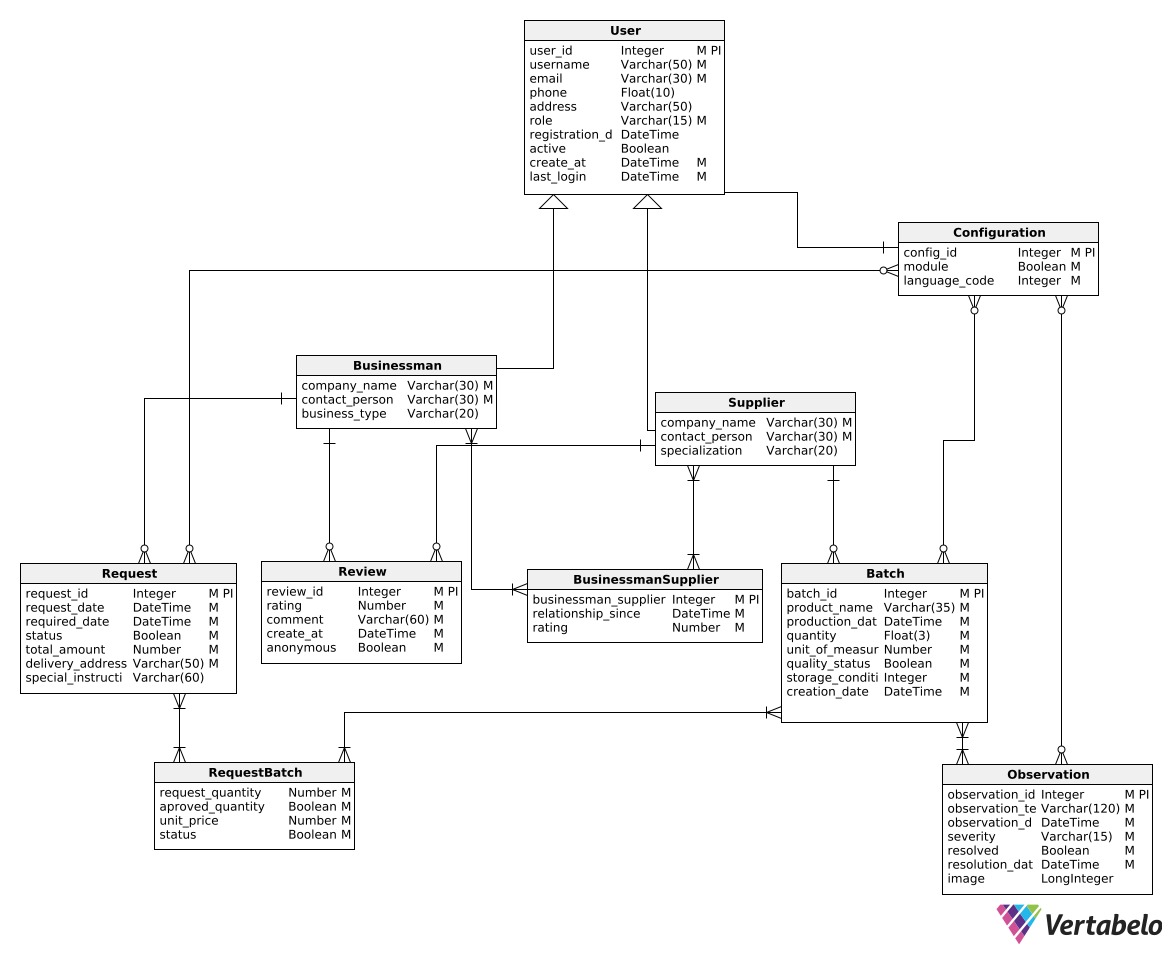 User
user_id Integer M PI
username Varchar(50) M
email Varchar(30) M
phone Float(10)
address Varchar(50)
role Varchar(15) M
registration_d DateTime
active Boolean
create_at DateTime M
last_login DateTime M
Configuration
config_id Integer M PI
module Boolean M
language_code Integer M
Businessman
company_name Varchar(30) M
contact_person Varchar(30) M
business_type Varchar(20)
Supplier
company_name Varchar(30) M
contact_person Varchar(30) M
specialization Varchar(20)
Request
request_id Integer M PI
request_date DateTime M
required_date DateTime M
status Boolean M
total_amount Number M
delivery_address Varchar(50) M
special_instructi Varchar(60)
Review
review_id Integer M PI
rating Number M
comment Varchar(60) M
create_at DateTime M
anonymous Boolean M
BusinessmanSupplier
businessman_supplier Integer M PI
relationship_since DateTime M
rating Number M
Batch
batch_id Integer M PI
product_name Varchar(35) M
production_dat DateTime M
quantity Float(3) M
unit_of_measur Number M
quality_status Boolean M
storage_conditi Integer M
creation_date DateTime M
RequestBatch
request_quantity Number M
aproved_quantity Boolean M
unit_price Number M
status Boolean M
Observation
observation_id Integer M PI
observation_te Varchar(120) M
observation_d DateTime M
severity Varchar(15) M
resolved Boolean M
resolution_dat DateTime M
image LongInteger
Vertabelo